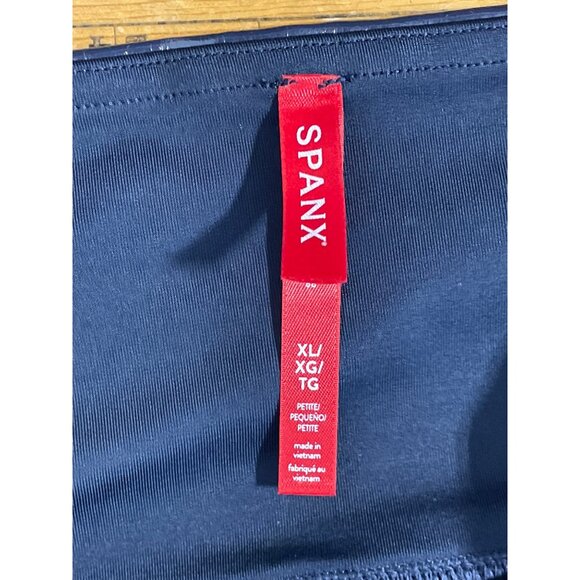 SPANX®
XL/
XG/
TG
PETITE/
PEQUEÑO/
PETITE
made in
vietnam
fabriqué au
vietnam